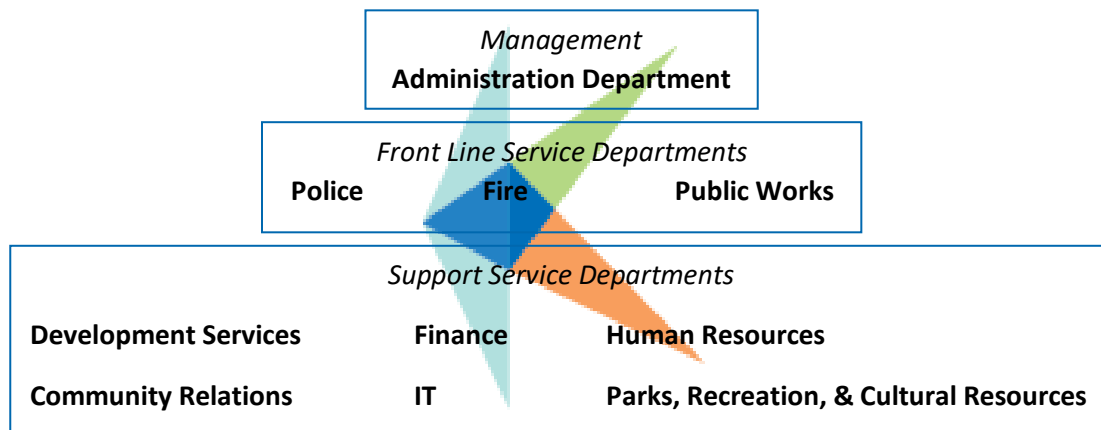 Management
Administration Department
Front Line Service Departments
Police Fire Public Works
Support Service Departments
Development Services Finance Human Resources
Community Relations IT Parks, Recreation, & Cultural Resources